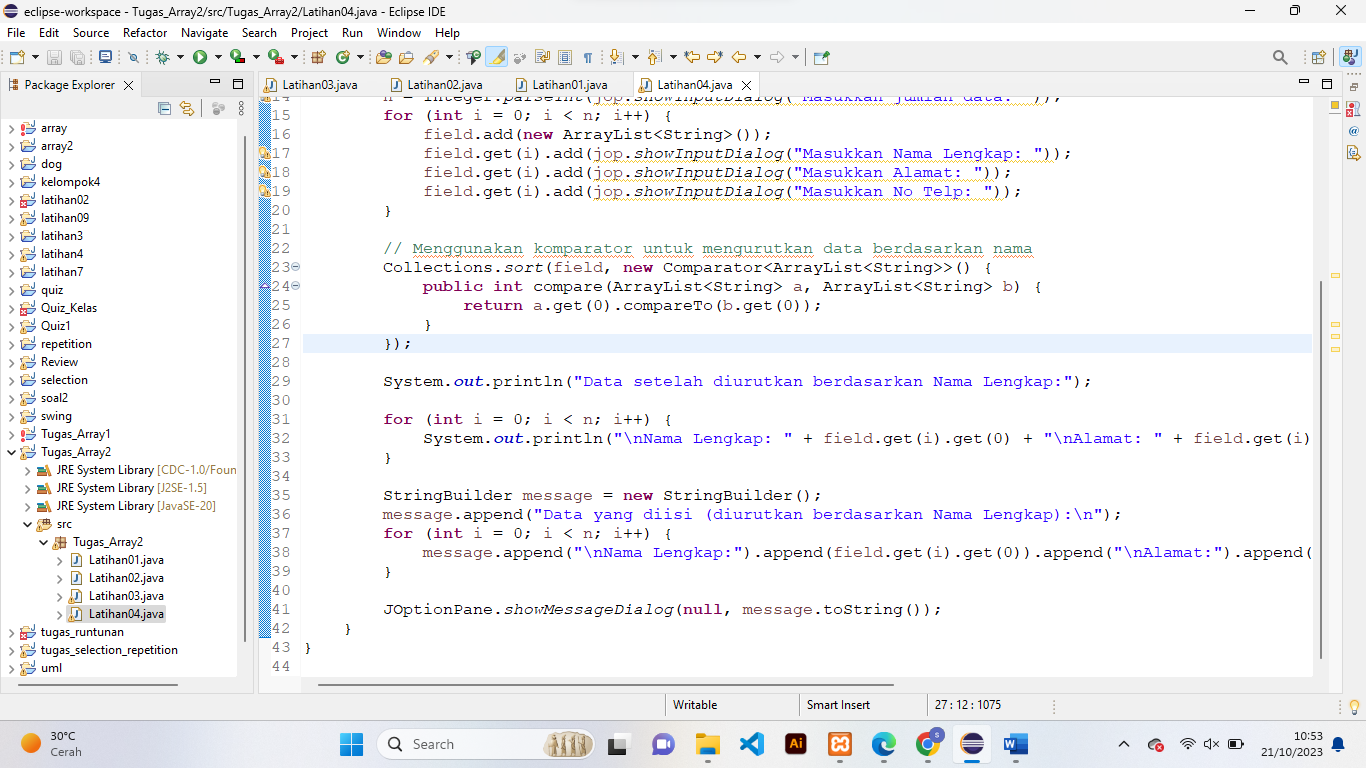 eclipse-workspace - Tugas_Array2/src/Tugas_Array2/Latihan04.java - Eclipse IDE
File Edit Source Refactor Navigate Search Project Run Window Help
Package Explorer
Latihan03.java Latihan02.java Latihan01.java Latihan04.java
array
array2
dog
kelompok4
latihan02
latihan09
latihan3
latihan4
latihan7
quiz
Quiz_Kelas
Quiz1
repetition
Review
selection
soal2
swing
Tugas_Array1
Tugas_Array2
JRE System Library [CDC-1.0/Foun
JRE System Library [J2SE-1.5]
JRE System Library [JavaSE-20]
src
Tugas_Array2
Latihan01.java
Latihan02.java
Latihan03.java
Latihan04.java
tugas_runtunan
tugas_selection_repetition
uml
14 n = Integer.parseInt(jop.showInputDialog("Masukkan jumlah data: "));
15 for (int i = 0; i < n; i++) {
16 field.add(new ArrayList<String>());
17 field.get(i).add(jop.showInputDialog("Masukkan Nama Lengkap: "));
18 field.get(i).add(jop.showInputDialog("Masukkan Alamat: "));
19 field.get(i).add(jop.showInputDialog("Masukkan No Telp: "));
20 }
21
22 // Menggunakan komparator untuk mengurutkan data berdasarkan nama
23 Collections.sort(field, new Comparator<ArrayList<String>>() {
24 public int compare(ArrayList<String> a, ArrayList<String> b) {
25 return a.get(0).compareTo(b.get(0));
26 }
27 });
28
29 System.out.println("Data setelah diurutkan berdasarkan Nama Lengkap:");
30
31 for (int i = 0; i < n; i++) {
32 System.out.println("\nNama Lengkap: " + field.get(i).get(0) + "\nAlamat: " + field.get(i)
33 }
34
35 StringBuilder message = new StringBuilder();
36 message.append("Data yang diisi (diurutkan berdasarkan Nama Lengkap):\n");
37 for (int i = 0; i < n; i++) {
38 message.append("\nNama Lengkap:").append(field.get(i).get(0)).append("\nAlamat:").append(
39 }
40
41 JOptionPane.showMessageDialog(null, message.toString());
42 }
43 }
44
Writable Smart Insert 27 : 12 : 1075
30°C
Cerah
Search
Ai
S
W
10:53
21/10/2023